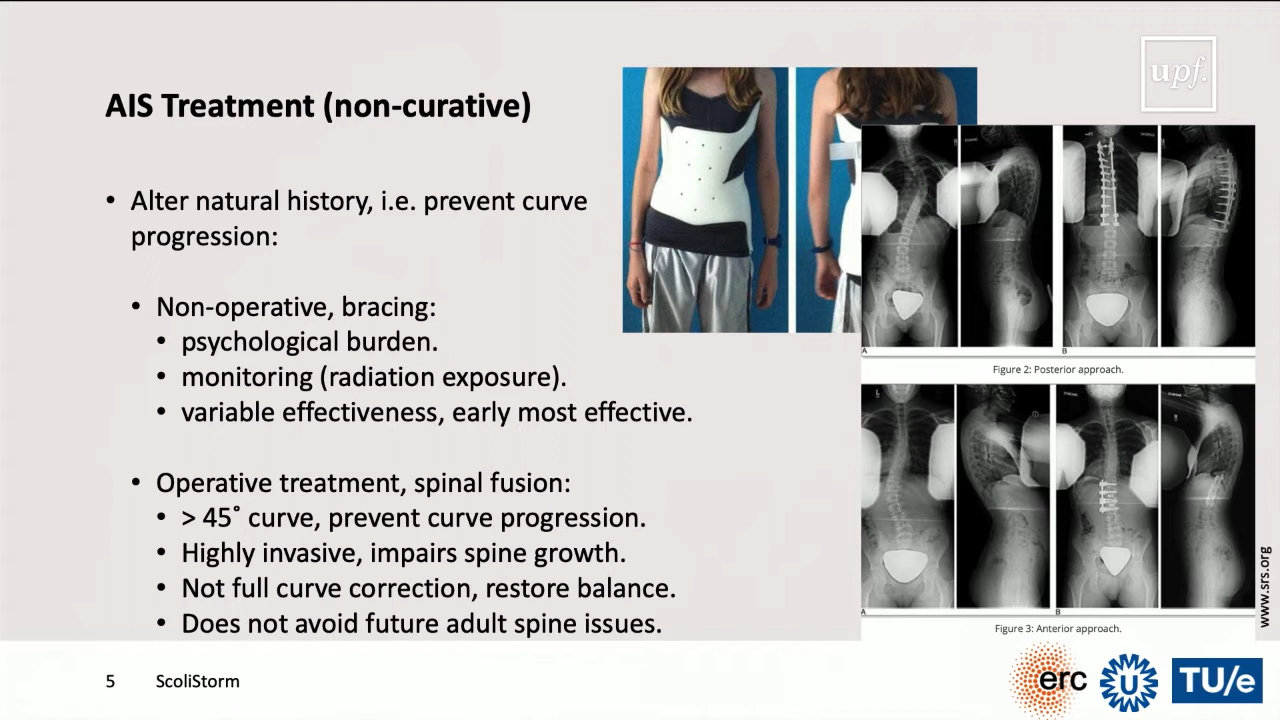 upf.
AIS Treatment (non-curative)
• Alter natural history, i.e. prevent curve
progression:
• Non-operative, bracing:
• psychological burden.
• monitoring (radiation exposure).
• variable effectiveness, early most effective.
• Operative treatment, spinal fusion:
• > 45˚ curve, prevent curve progression.
• Highly invasive, impairs spine growth.
• Not full curve correction, restore balance.
• Does not avoid future adult spine issues.
A
B
Figure 2: Posterior approach.
A
B
Figure 3: Anterior approach.
www.srs.org
5
ScoliStorm
erc
U
TU/e